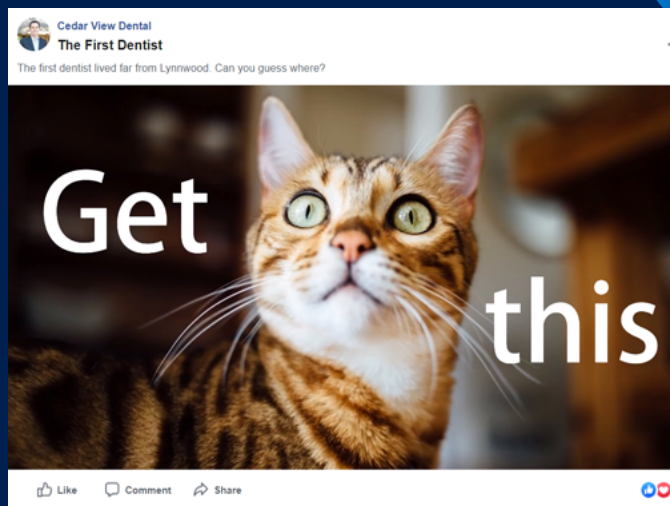 Cedar View Dental
The First Dentist
The first dentist lived far from Lynnwood. Can you guess where?
Get
this
Like Comment Share